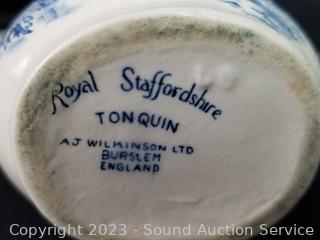 Royal Staffordshire
TONQUIN
A.J WILKINSON LTD
BURSLEM
ENGLAND
Copyright 2023 - Sound Auction Service